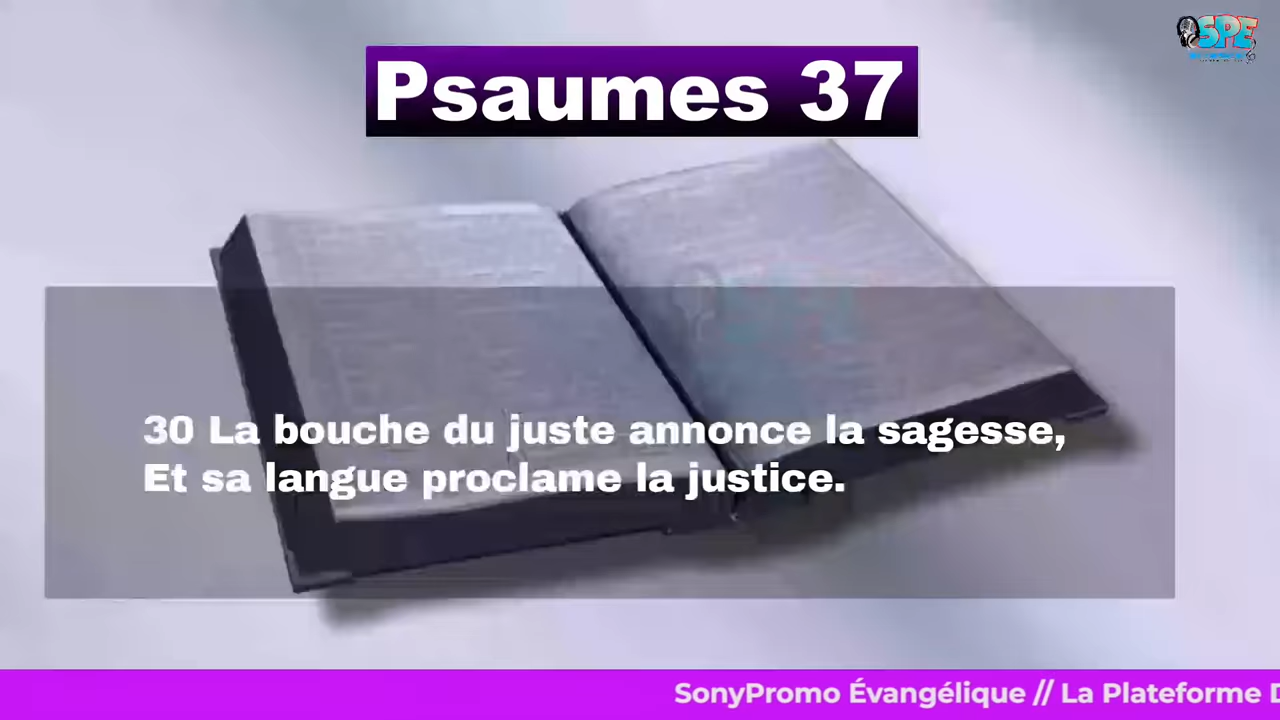 SPE
Psaumes 37
30 La bouche du juste annonce la sagesse,
Et sa langue proclame la justice.
SonyPromo Évangélique // La Plateforme D